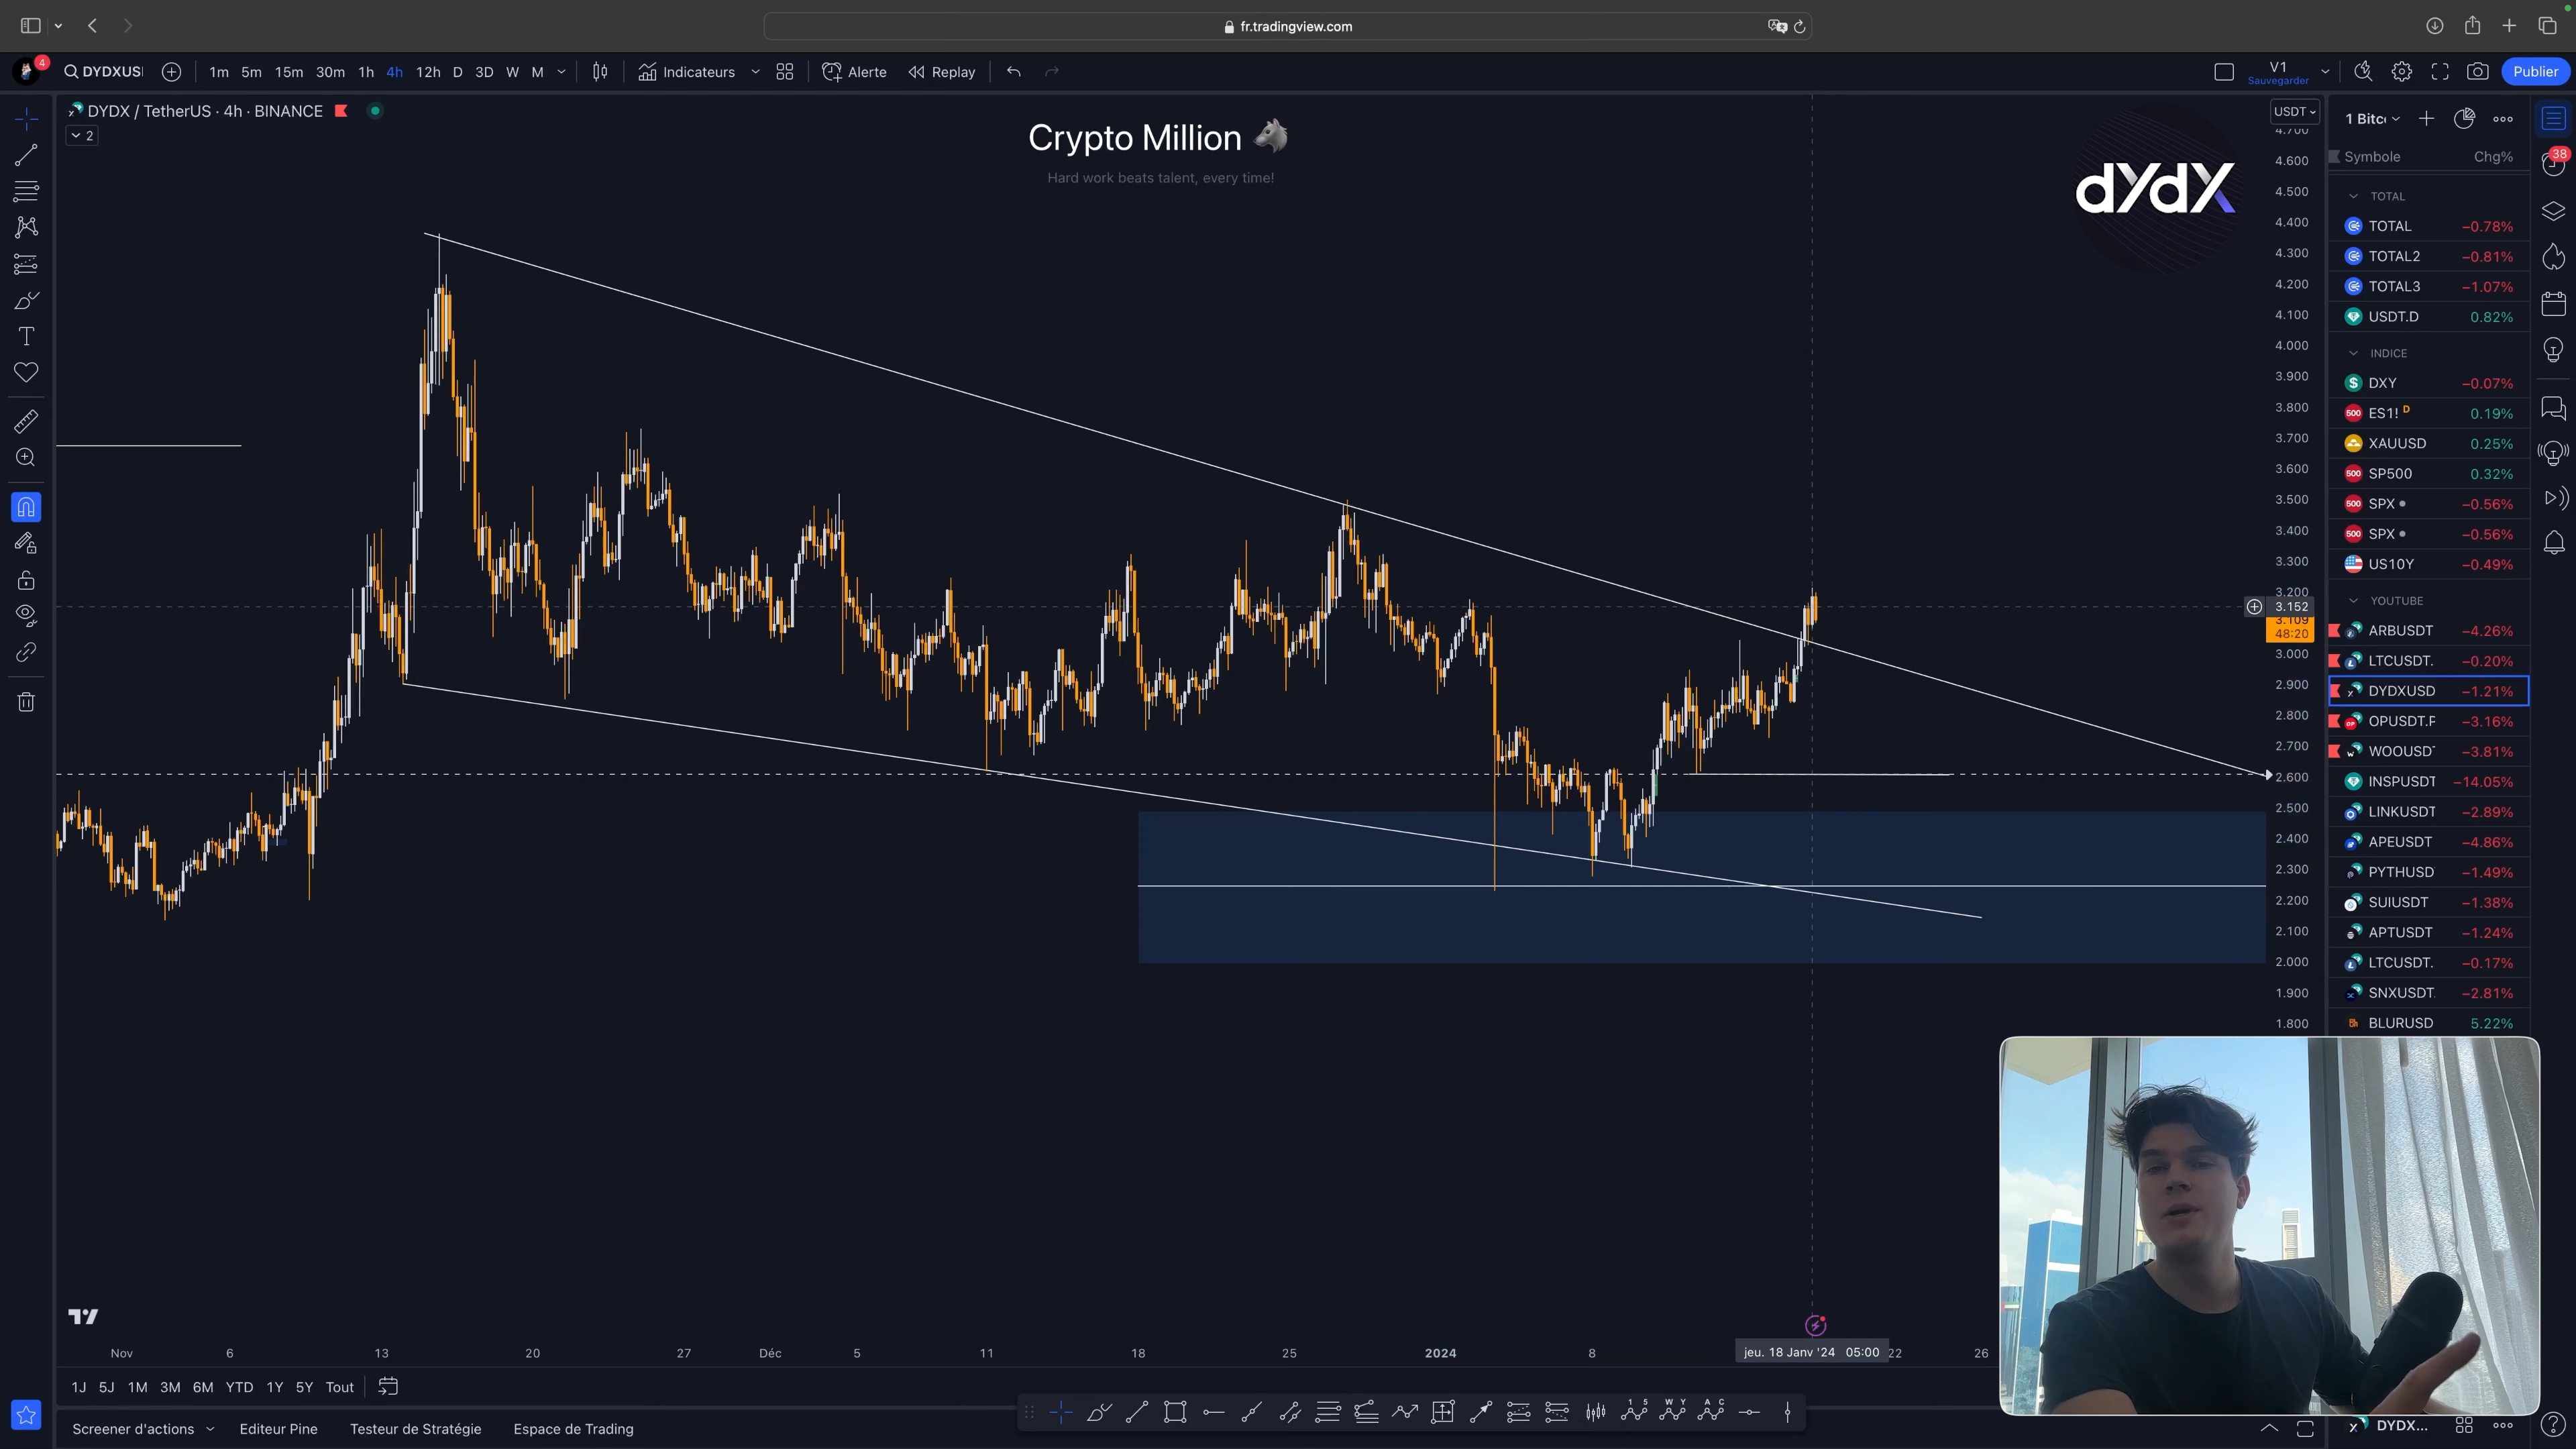 fr.tradingview.com
4
DYDXUS
1m 5m 15m 30m 1h 4h 12h D 3D W M
Indicateurs
Alerte
Replay
V1
Sauvegarder
Publier
DYDX / TetherUS · 4h · BINANCE
2
Crypto Million
Hard work beats talent, every time!
dYdX
USDT
4.700
4.600
4.500
4.400
4.300
4.200
4.100
4.000
3.900
3.800
3.700
3.600
3.500
3.400
3.300
3.200
3.152
3.109
48:20
3.000
2.900
2.800
2.700
2.600
2.500
2.400
2.300
2.200
2.100
2.000
1.900
1.800
1 Bitc
Symbole Chg%
38
TOTAL
TOTAL −0.78%
TOTAL2 −0.81%
TOTAL3 −1.07%
USDT.D 0.82%
INDICE
DXY −0.07%
ES1! D 0.19%
XAUUSD 0.25%
SP500 0.32%
SPX −0.56%
SPX −0.56%
US10Y −0.49%
YOUTUBE
ARBUSDT −4.26%
LTCUSDT. −0.20%
DYDXUSD −1.21%
OPUSDT.P −3.16%
WOOUSDT −3.81%
INSPUSDT −14.05%
LINKUSDT −2.89%
APEUSDT −4.86%
PYTHUSD −1.49%
SUIUSDT −1.38%
APTUSDT −1.24%
LTCUSDT. −0.17%
SNXUSDT −2.81%
BLURUSD 5.22%
Nov 6 13 20 27 Déc 5 11 18 25 2024 8 jeu. 18 Janv '24 05:00 22 26
1J 5J 1M 3M 6M YTD 1Y 5Y Tout
Screener d'actions Editeur Pine Testeur de Stratégie Espace de Trading
DYDX...